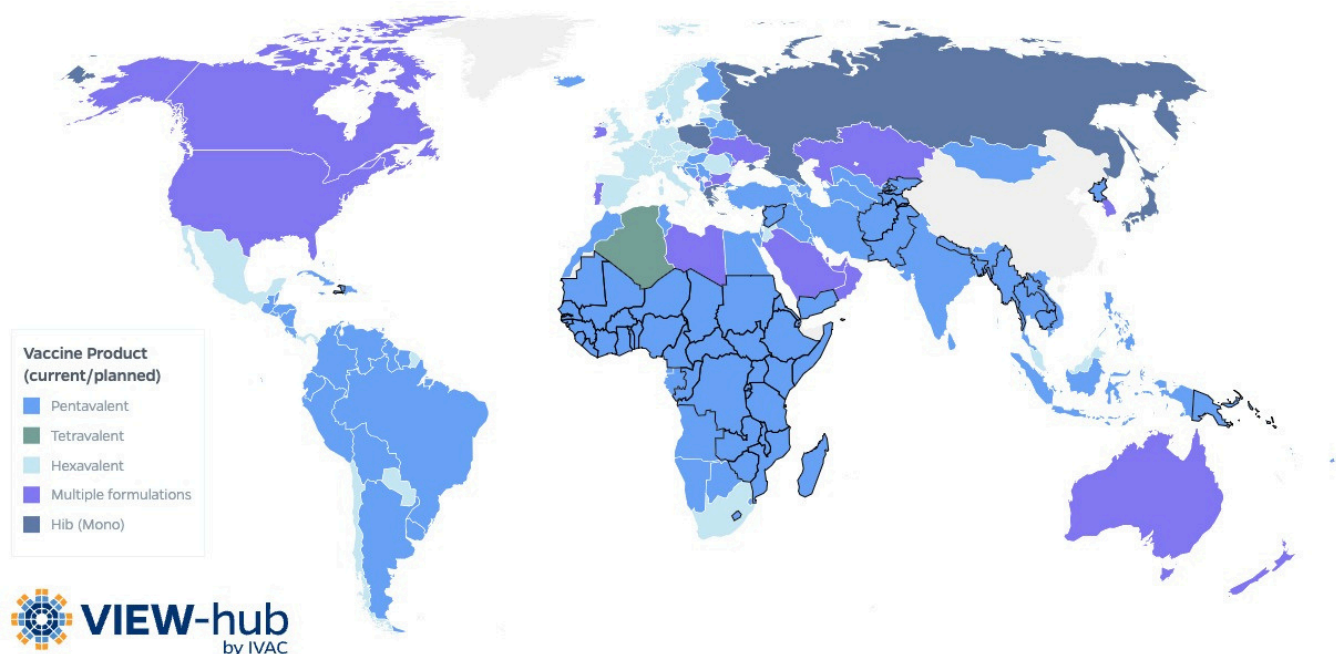 Vaccine Product
(current/planned)
Pentavalent
Tetravalent
Hexavalent
Multiple formulations
Hib (Mono)
VIEW-hub
by IVAC